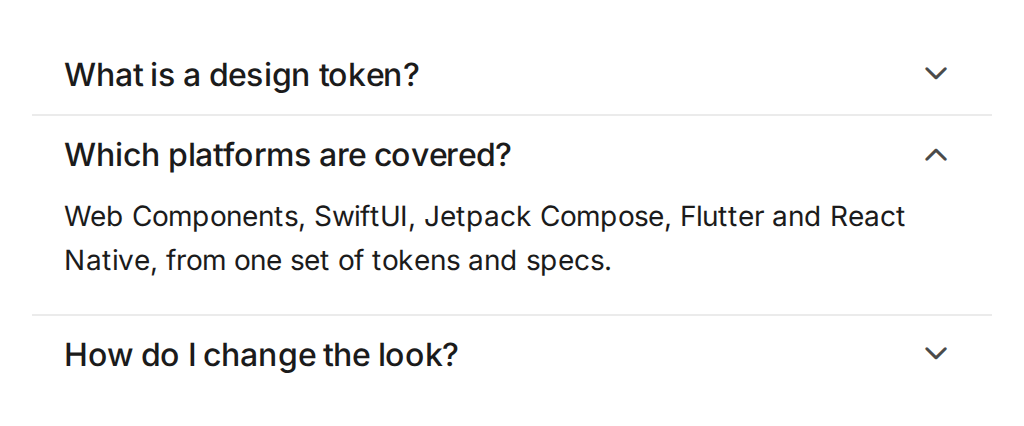 What is a design token?
Which platforms are covered?
Web Components, SwiftUI, Jetpack Compose, Flutter and React
Native, from one set of tokens and specs.
How do I change the look?